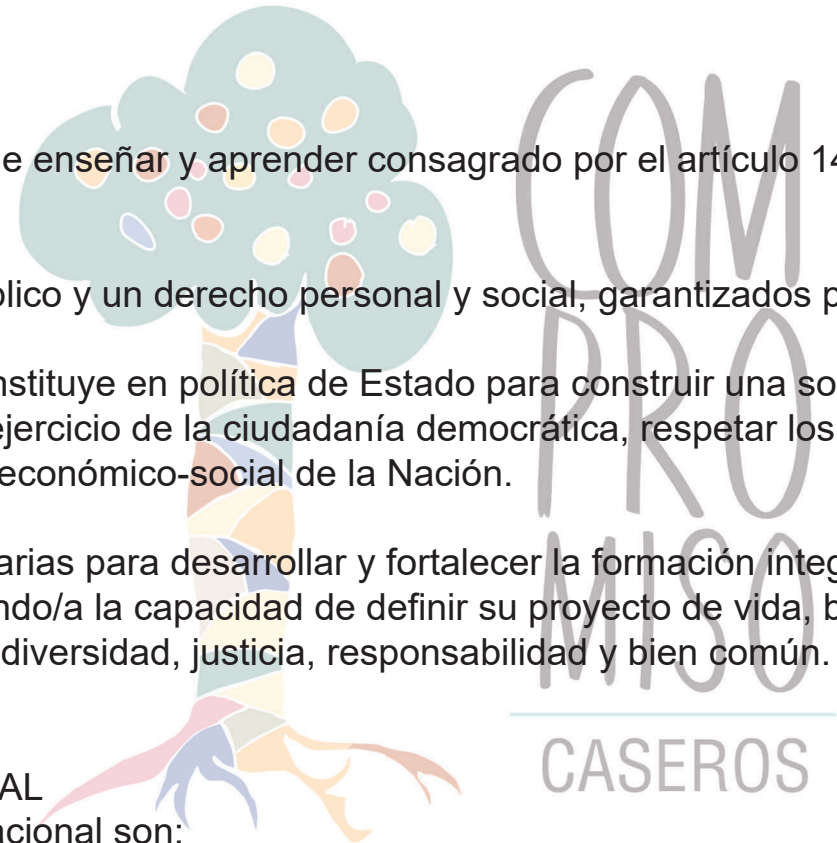 e enseñar y aprender consagrado por el artículo 14
blico y un derecho personal y social, garantizados p
nstituye en política de Estado para construir una so
ejercicio de la ciudadanía democrática, respetar los
económico-social de la Nación.
arias para desarrollar y fortalecer la formación integ
ndo/a la capacidad de definir su proyecto de vida, b
diversidad, justicia, responsabilidad y bien común.
AL
acional son:
COM
PRO
MISO
CASEROS